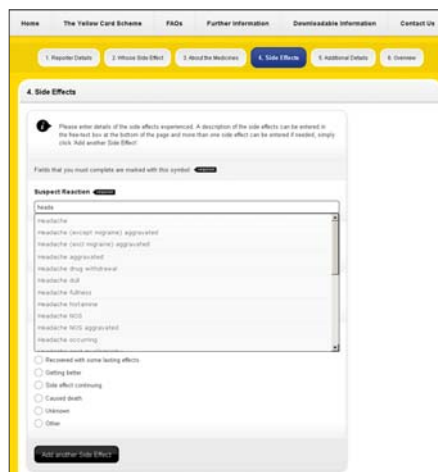 Home The Yellow Card Scheme FAQs Further Information Downloadable Information Contact Us
1. Reporter Details 2. Whose Side Effect 3. About the Medicines 4. Side Effects 5. Additional Details 6. Overview
4. Side Effects
Please enter details of the side effects experienced. A description of the side effects can be entered in
the free-text box at the bottom of the page and more than one side effect can be entered if needed, simply
click 'Add another Side Effect'.
Fields that you must complete are marked with this symbol:
Suspect Reaction
heada
Headache
Headache (except migraine) aggravated
Headache (excl migraine) aggravated
Headache aggravated
Headache drug withdrawal
Headache dull
Headache fullness
Headache histamine
Headache NOS
Headache NOS aggravated
Headache occurring
Recovered with some lasting effects
Getting better
Side effect continuing
Caused death
Unknown
Other
Add another Side Effect